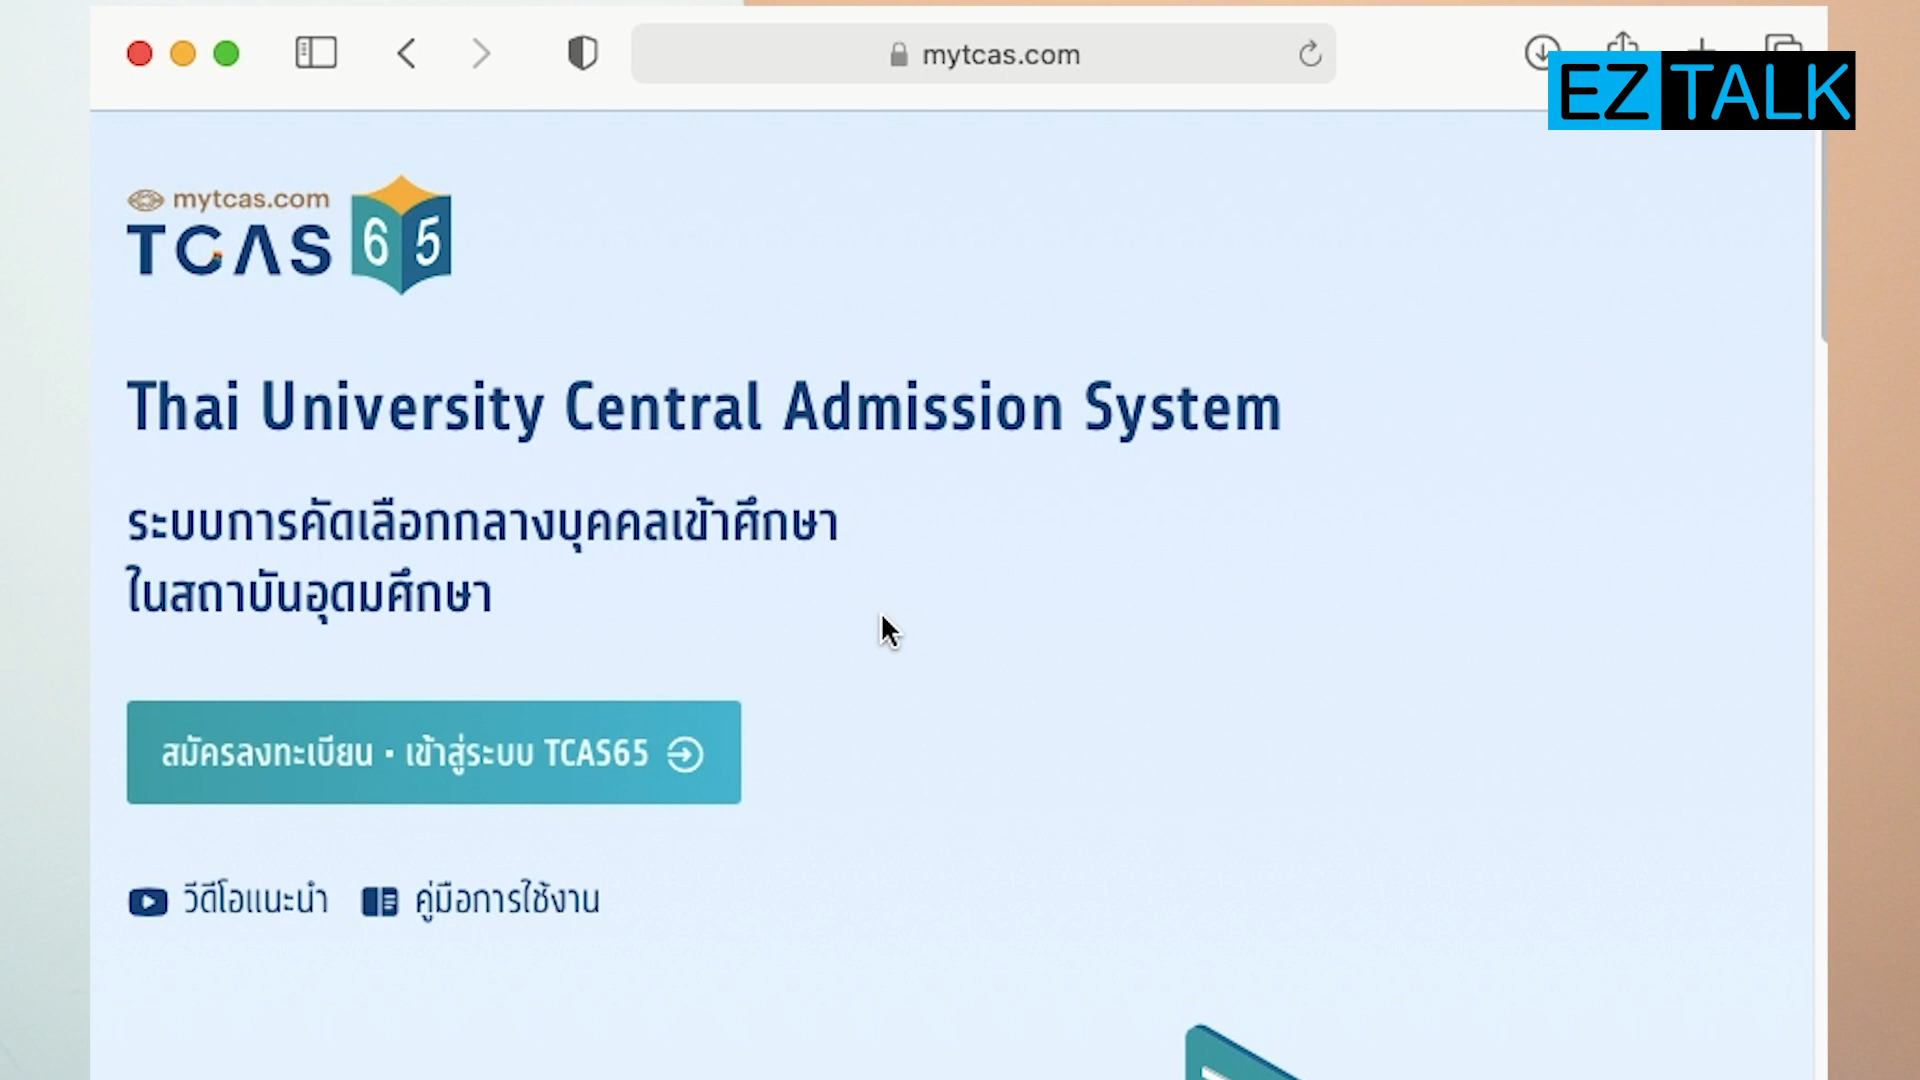 mytcas.com
EZ TALK
mytcas.com
TCAS 65
Thai University Central Admission System
ระบบการคัดเลือกกลางบุคคลเข้าศึกษา
ในสถาบันอุดมศึกษา
สมัครลงทะเบียน · เข้าสู่ระบบ TCAS65
วีดีโอแนะนำ คู่มือการใช้งาน